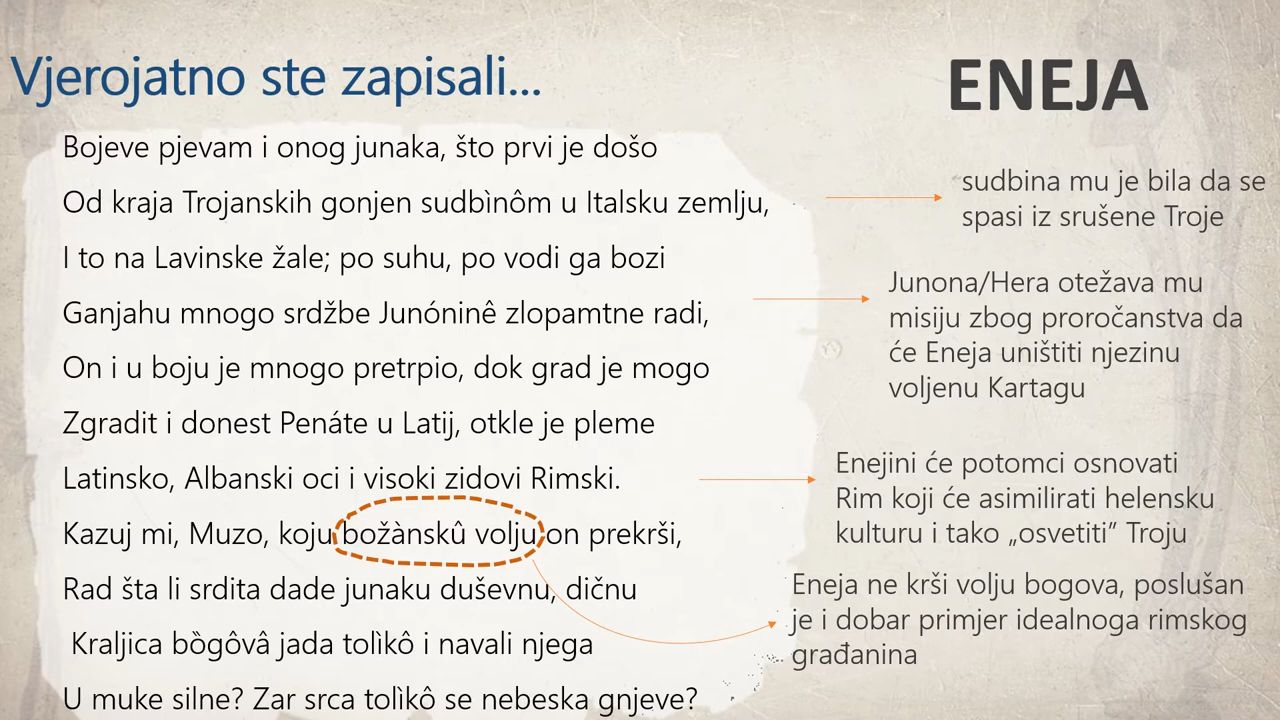 Vjerojatno ste zapisali...
ENEJA
Bojeve pjevam i onog junaka, što prvi je došo
Od kraja Trojanskih gonjen sudbìnôm u Italsku zemlju,
I to na Lavinske žale; po suhu, po vodi ga bozi
Ganjahu mnogo srdžbe Junóninê zlopamtne radi,
On i u boju je mnogo pretrpio, dok grad je mogo
Zgradit i donest Penáte u Latij, otkle je pleme
Latinsko, Albanski oci i visoki zidovi Rimski.
Kazuj mi, Muzo, koju božànskû volju on prekrši,
Rad šta li srdita dade junaku duševnu, dičnu
Kraljica bògôvâ jada tolìkô i navali njega
U muke silne? Zar srca tolìkô se nebeska gnjeve?
sudbina mu je bila da se
spasi iz srušene Troje
Junona/Hera otežava mu
misiju zbog proročanstva da
će Eneja uništiti njezinu
voljenu Kartagu
Enejini će potomci osnovati
Rim koji će asimilirati helensku
kulturu i tako „osvetiti” Troju
Eneja ne krši volju bogova, poslušan
je i dobar primjer idealnoga rimskog
građanina